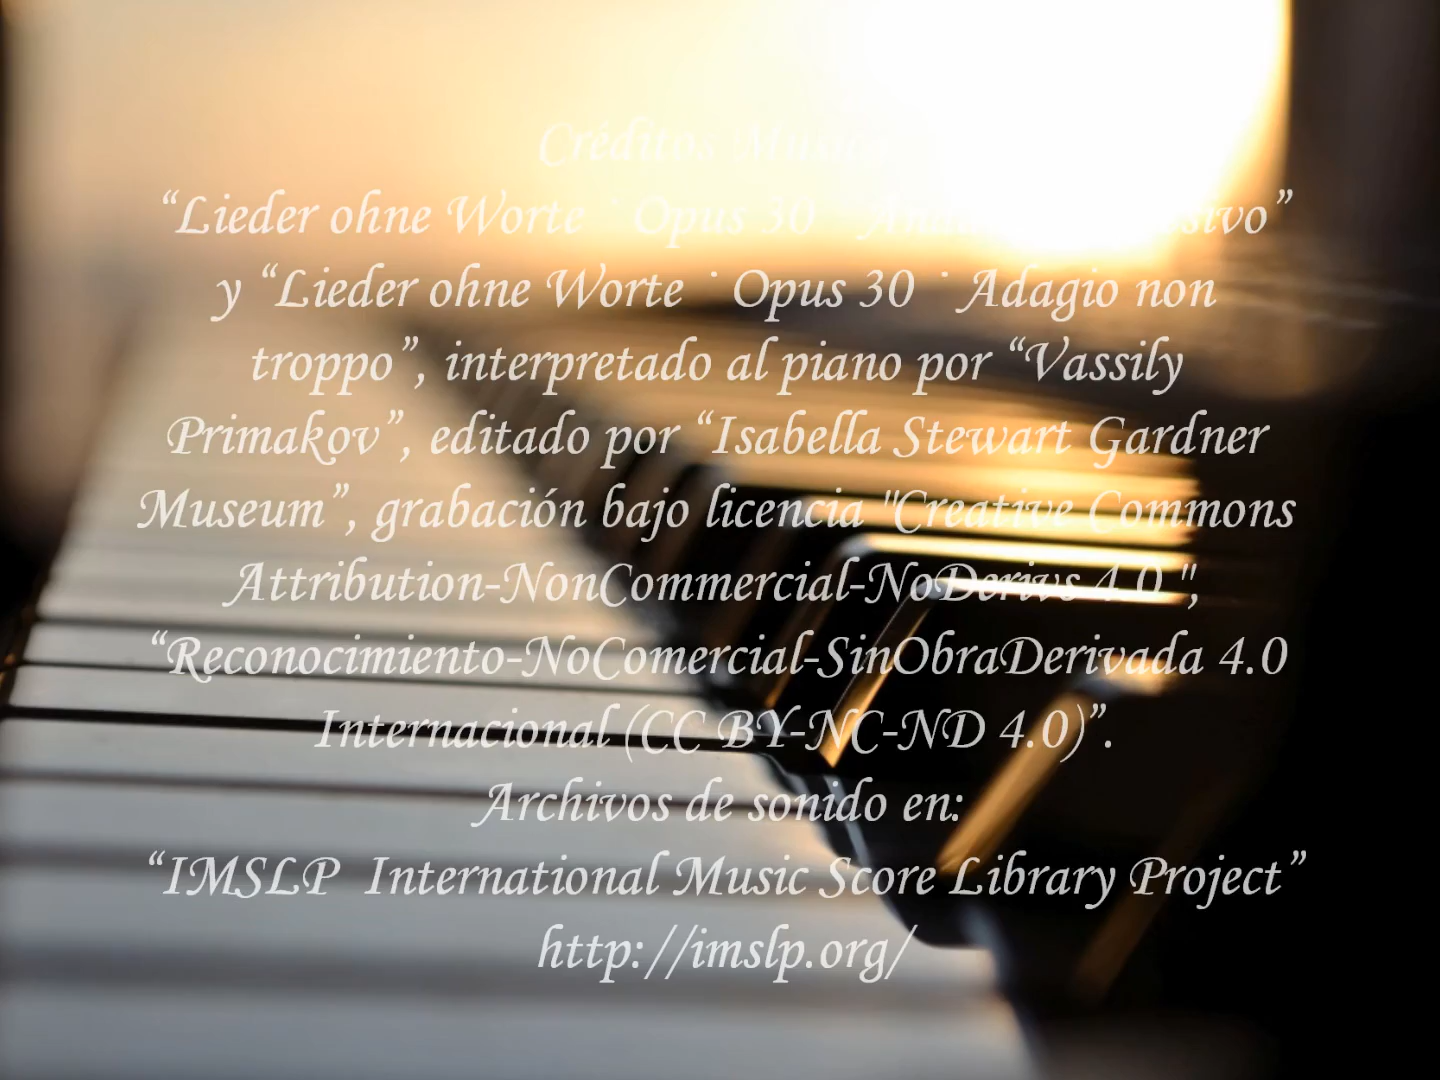 Créditos Música
“Lieder ohne Worte ˙ Opus 30
y “Lieder ohne Worte ˙ Opus 30 ˙ Adagio non
troppo”, interpretado al piano por “Vassily
Primakov”, editado por “Isabella Stewart Gardner
Museum”, grabación bajo licencia "Creative Commons
Attribution-NonCommercial-NoDerivs 4.0 ",
“Reconocimiento-NoComercial-SinObraDerivada 4.0
Internacional (CC BY-NC-ND 4.0)”.
Archivos de sonido en:
“IMSLP  International Music Score Library Project”
http://imslp.org/